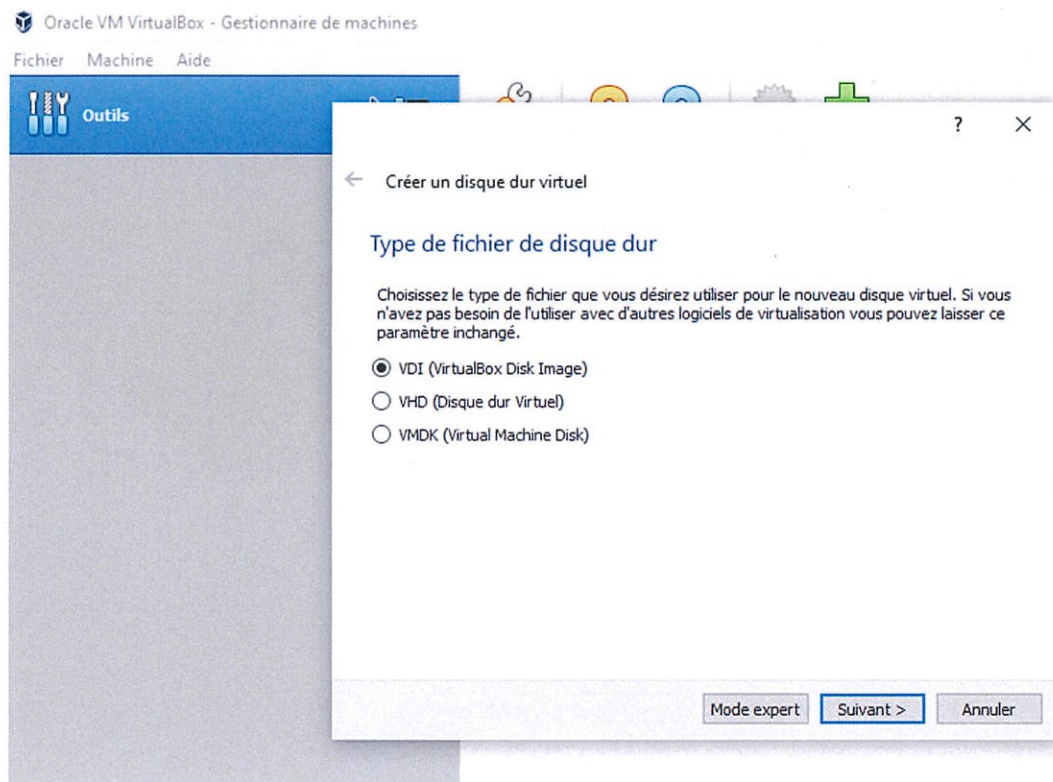 Oracle VM VirtualBox - Gestionnaire de machines
Fichier Machine Aide
Outils
?
Créer un disque dur virtuel
Type de fichier de disque dur
Choisissez le type de fichier que vous désirez utiliser pour le nouveau disque virtuel. Si vous
n'avez pas besoin de l'utiliser avec d'autres logiciels de virtualisation vous pouvez laisser ce
paramètre inchangé.
VDI (VirtualBox Disk Image)
VHD (Disque dur Virtuel)
VMDK (Virtual Machine Disk)
Mode expert Suivant > Annuler